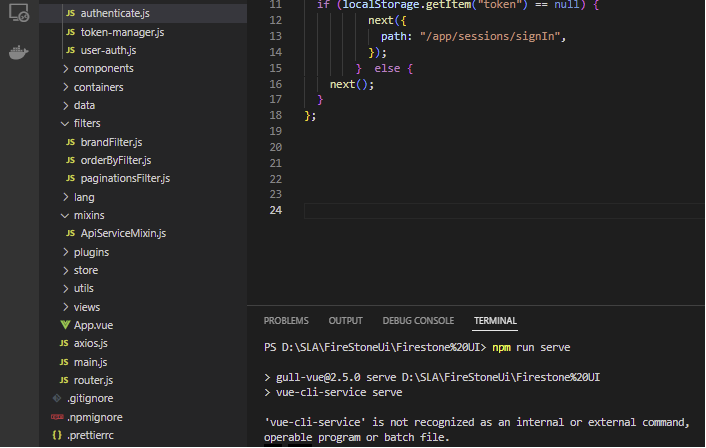 JS authenticate.js
JS token-manager.js
JS user-auth.js
components
containers
data
filters
JS brandFilter.js
JS orderByFilter.js
JS paginationsFilter.js
lang
mixins
JS ApiServiceMixin.js
plugins
store
utils
views
App.vue
JS axios.js
JS main.js
JS router.js
.gitignore
.npmignore
{ } .prettierrc
11 if (localStorage.getItem("token") == null) {
12 next({
13 path: "/app/sessions/signIn",
14 });
15 } else {
16 next();
17 }
18 };
19
20
21
22
23
24
PROBLEMS OUTPUT DEBUG CONSOLE TERMINAL
PS D:\SLA\FireStoneUi\Firestone%20UI> npm run serve
> gull-vue@2.5.0 serve D:\SLA\FireStoneUi\Firestone%20UI
> vue-cli-service serve
'vue-cli-service' is not recognized as an internal or external command,
operable program or batch file.